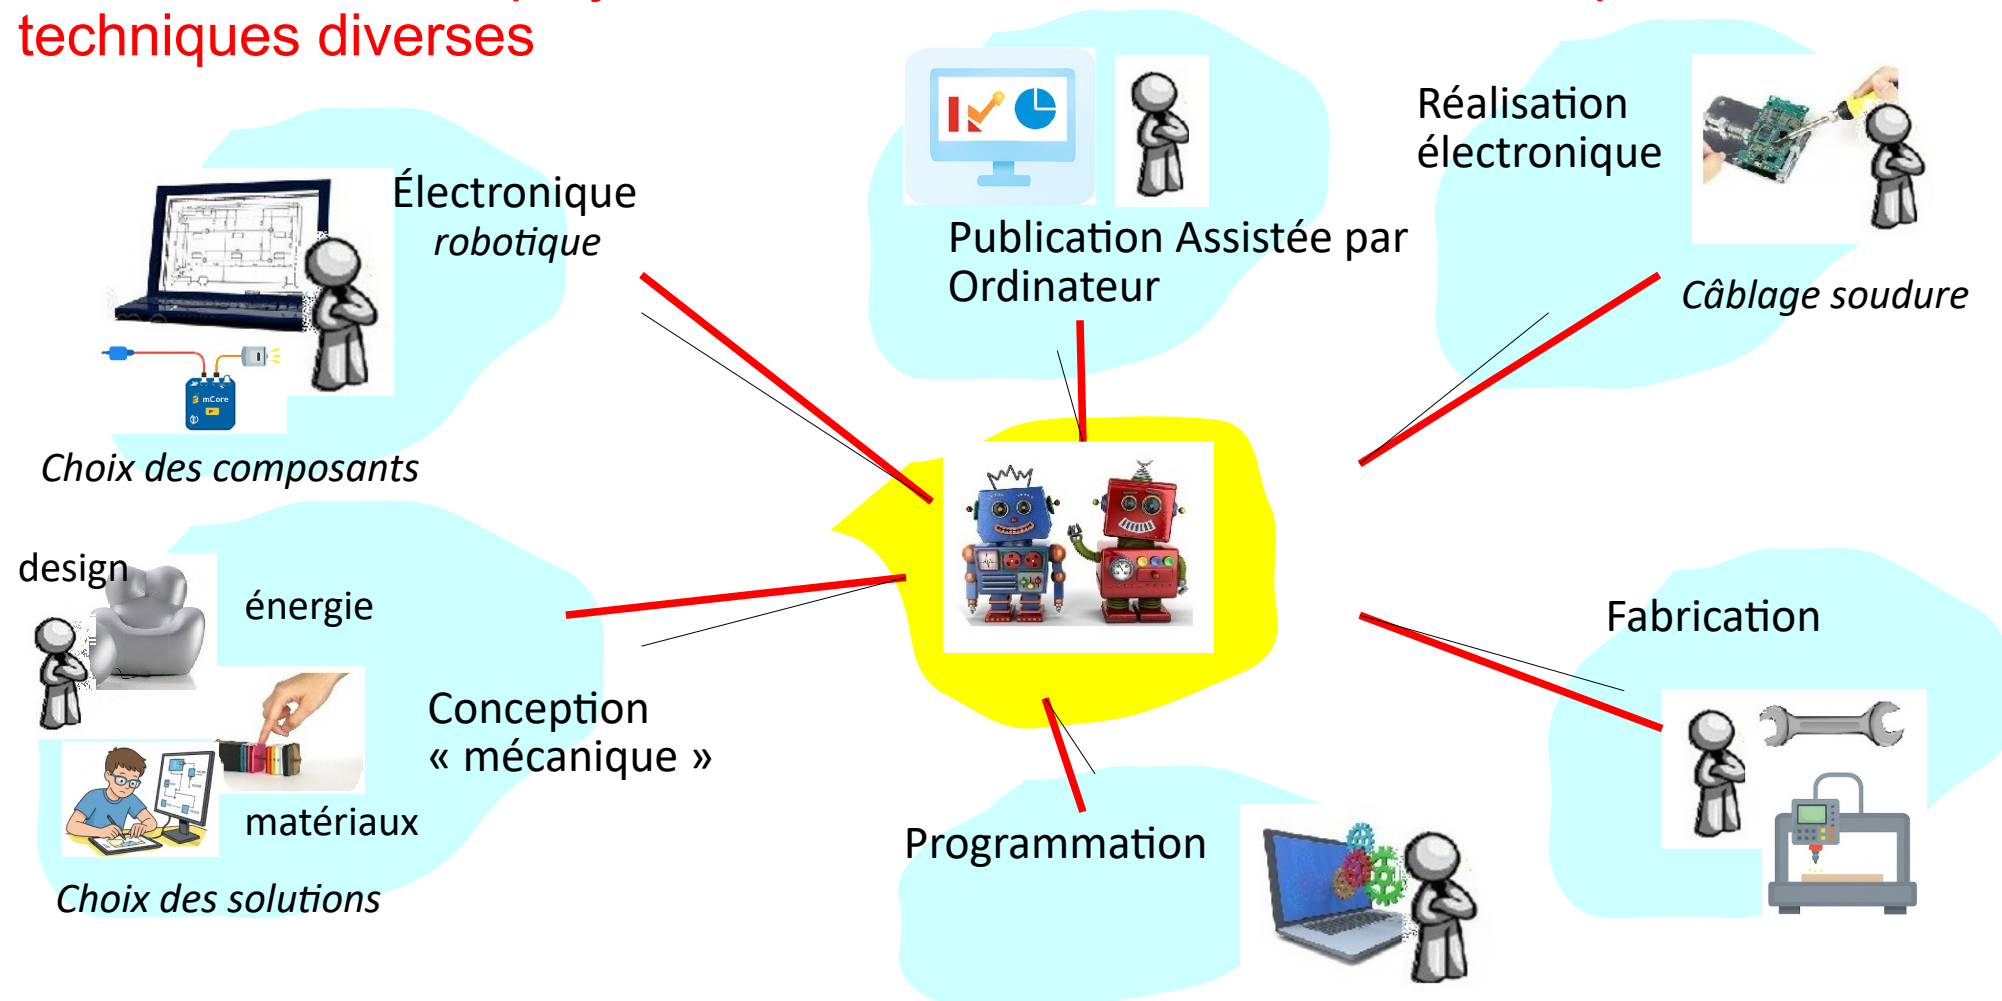 techniques diverses
Électronique
robotique
Choix des composants
mCore
Publication Assistée par
Ordinateur
Réalisation
électronique
Câblage soudure
design
énergie
Conception
« mécanique »
matériaux
Choix des solutions
Programmation
Fabrication